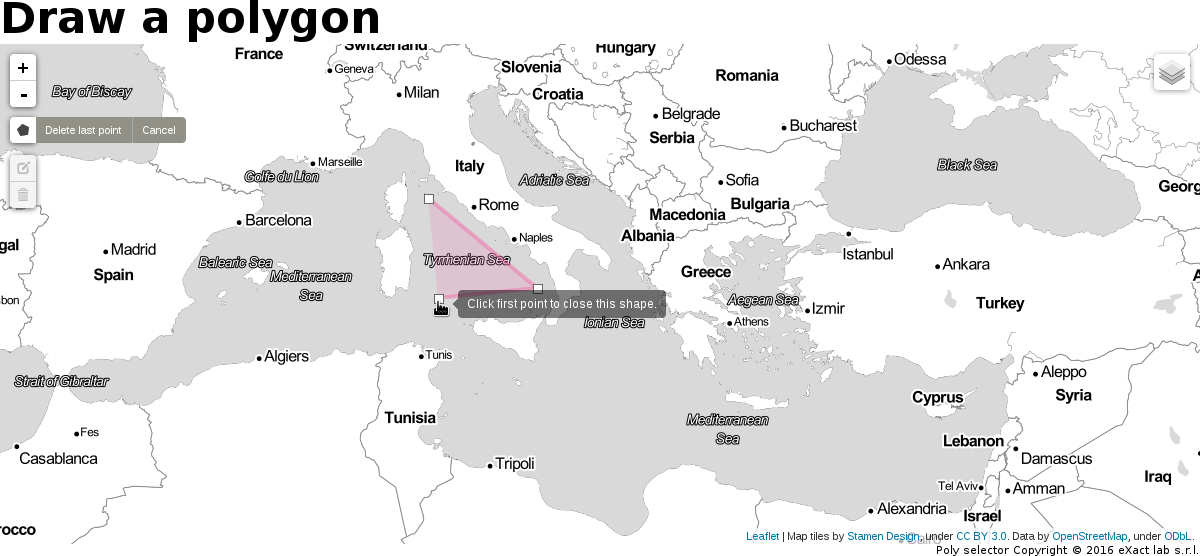 Draw a polygon
France
Switzerland
Hungary
Slovenia
Odessa
Geneva
Romania
+
-
Bay of Biscay
Milan
Croatia
Belgrade
Bucharest
Delete last point
Cancel
Serbia
Marseille
Italy
Adriatic Sea
Black Sea
Golfe du Lion
Sofia
Georg
Rome
Bulgaria
Barcelona
Macedonia
Naples
Albania
gal
Madrid
Istanbul
Balearic Sea
Tyrrhenian Sea
Ankara
Spain
Mediterranean
Sea
Greece
A
bon
Click first point to close this shape.
Aegean Sea
Turkey
Izmir
Ionian Sea
Athens
Algiers
Tunis
Strait of Gibraltar
Aleppo
Cyprus
Syria
Tunisia
Mediterranean
Sea
Fes
Lebanon
Casablanca
Tripoli
Damascus
Iraq
Tel Aviv
Amman
Alexandria
Israel
rocco
Leaflet | Map tiles by Stamen Design, under CC BY 3.0. Data by OpenStreetMap, under ODbL.
Cairo
Poly selector Copyright © 2016 eXact lab s.r.l